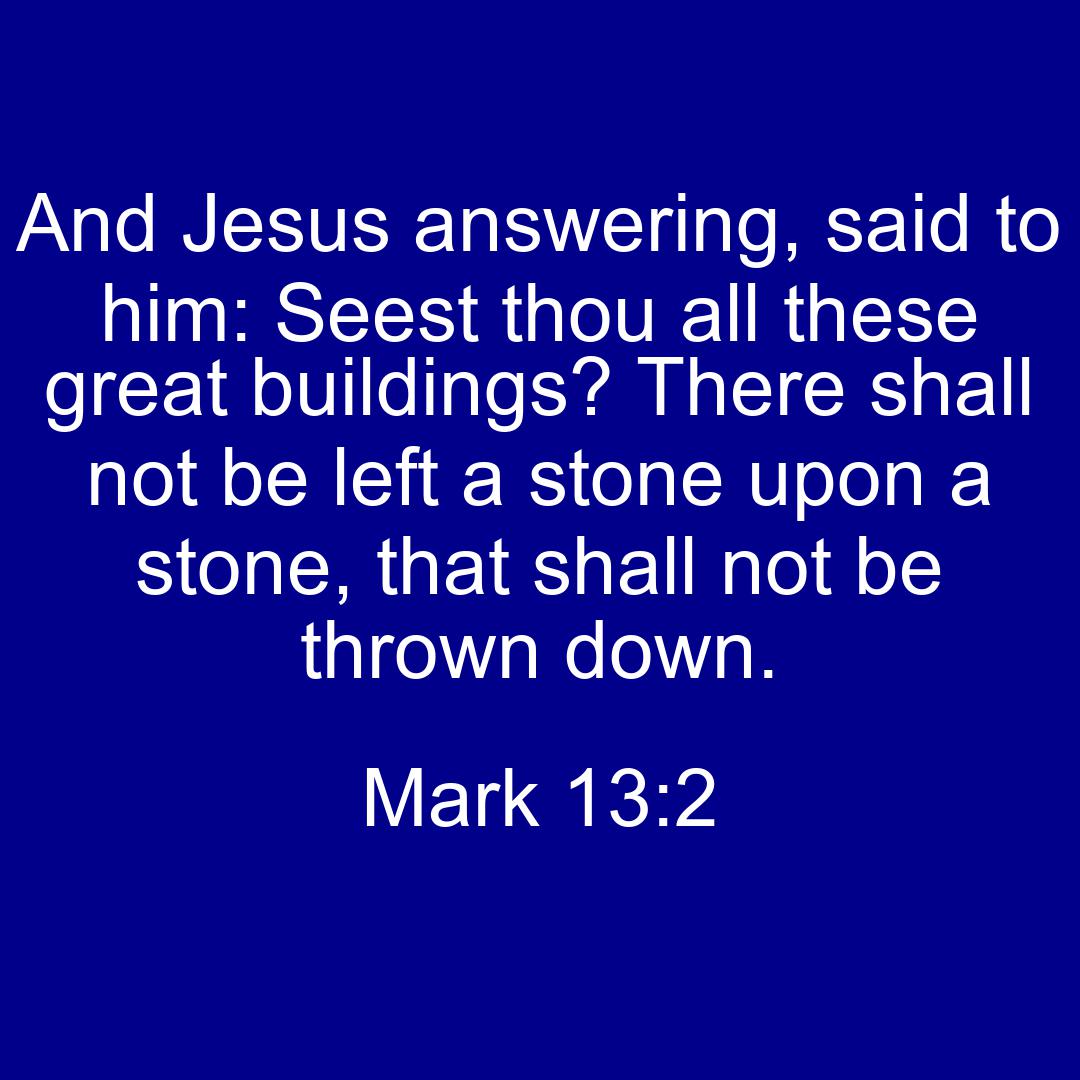 And Jesus answering, said to
him: Seest thou all these
great buildings? There shall
not be left a stone upon a
stone, that shall not be
thrown down.
Mark 13:2